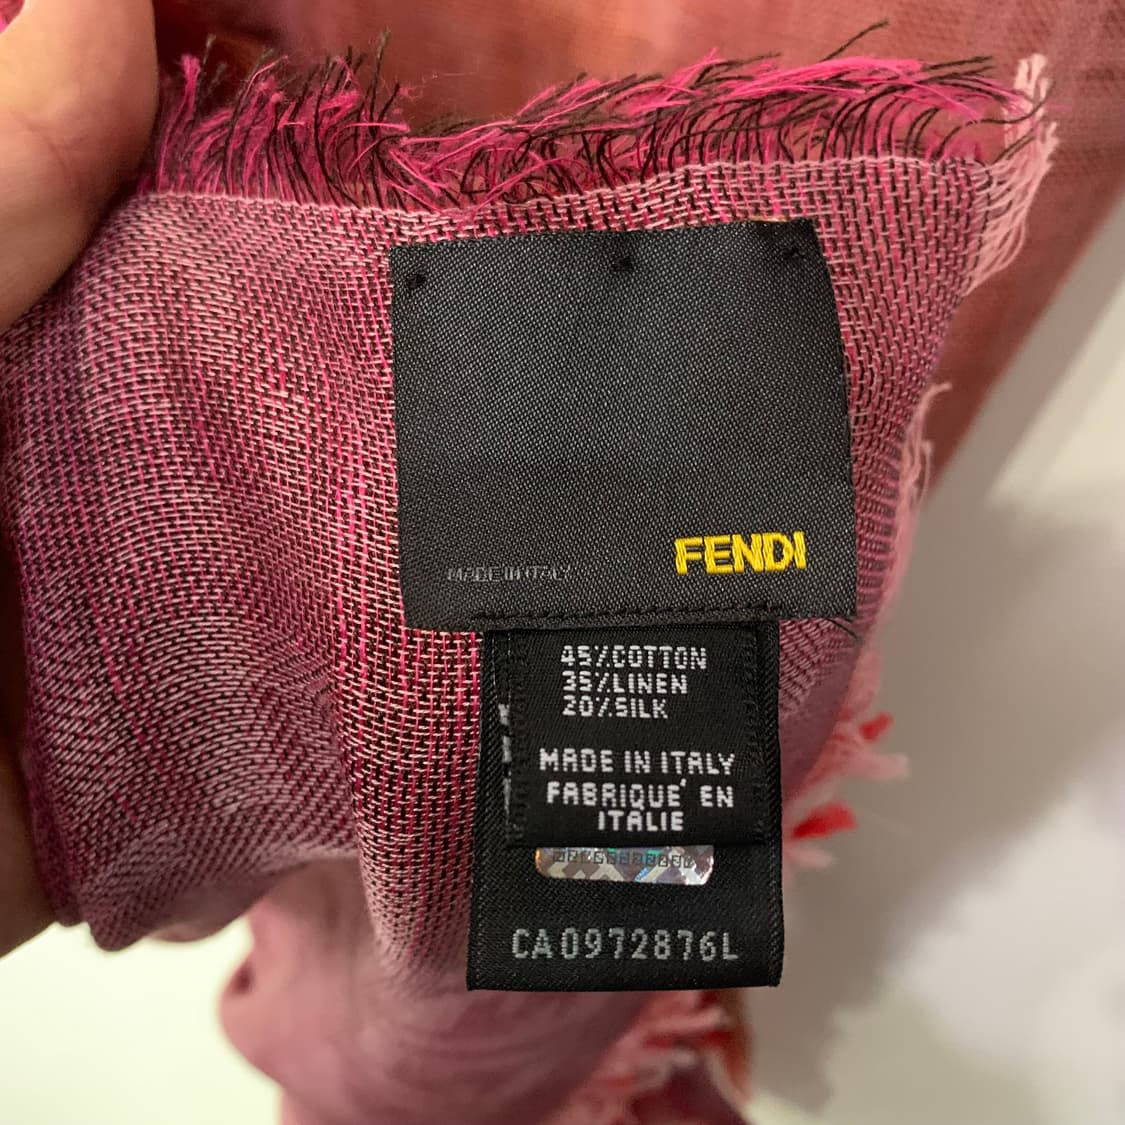 MADE IN ITALY
FENDI
45%COTTON
35%LINEN
20%SILK
MADE IN ITALY
FABRIQUE´ EN
ITALIE
CA0972876L